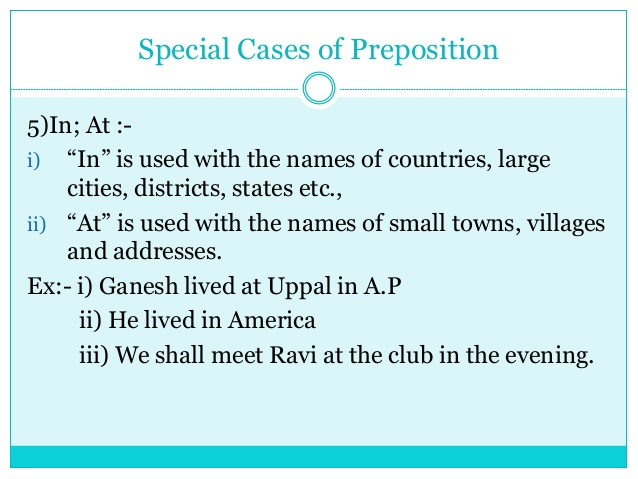 Special Cases of Preposition
5)In; At :-
i) “In” is used with the names of countries, large
cities, districts, states etc.,
ii) “At” is used with the names of small towns, villages
and addresses.
Ex:- i) Ganesh lived at Uppal in A.P
ii) He lived in America
iii) We shall meet Ravi at the club in the evening.